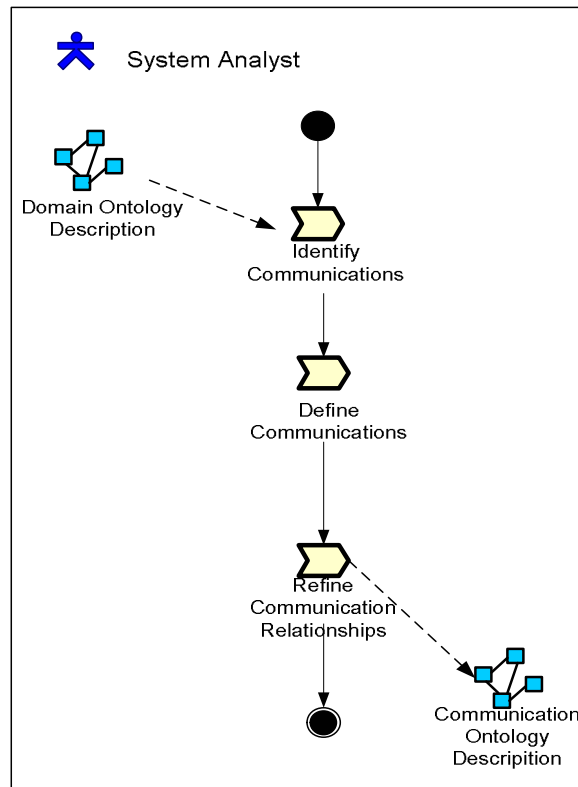 System Analyst
Domain Ontology
Description
Identify
Communications
Define
Communications
Refine
Communication
Relationships
Communication
Ontology
Descripition